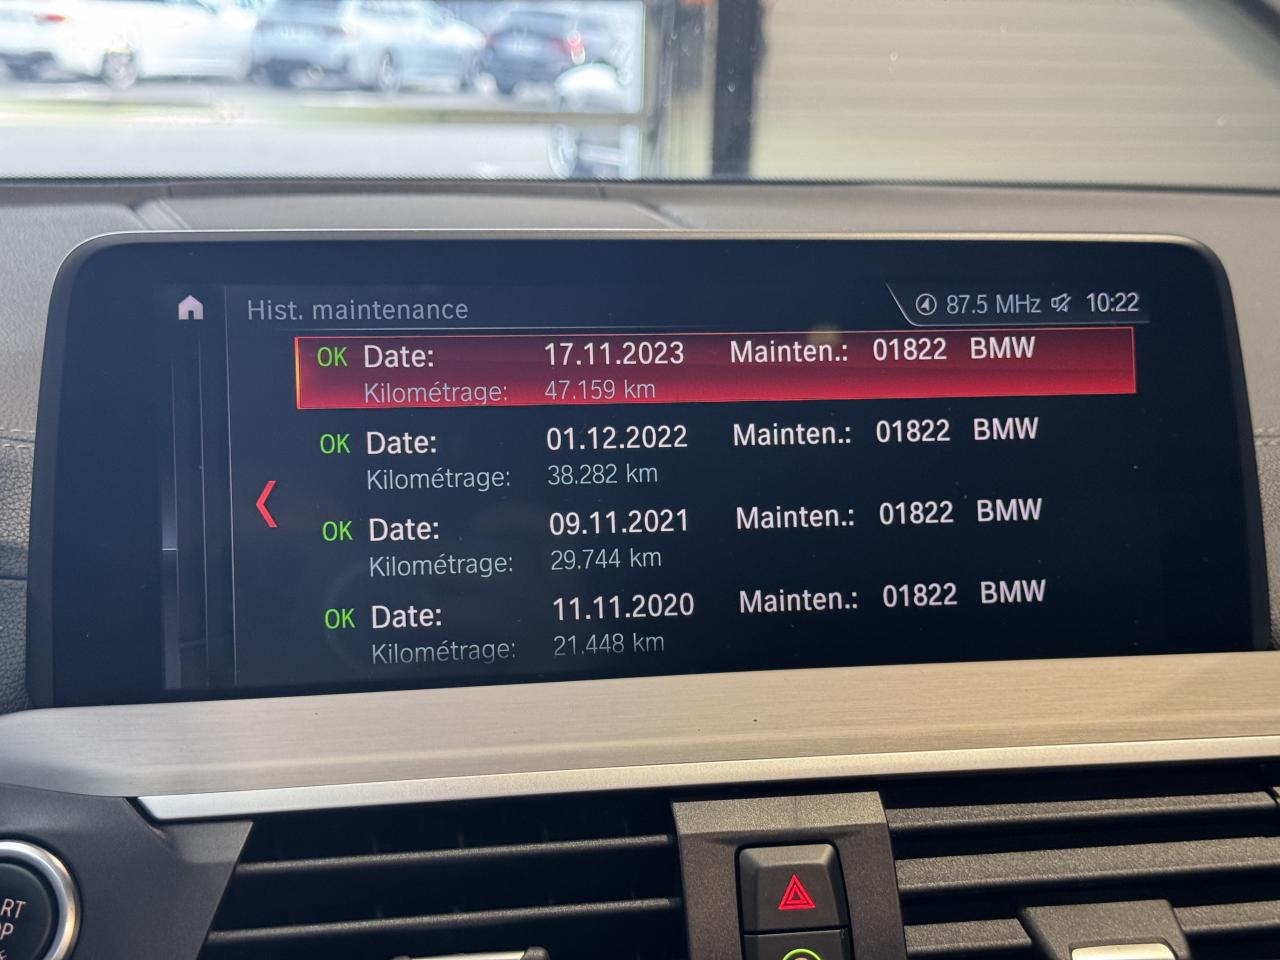 Hist. maintenance 87.5 MHz 10:22
OK Date: 17.11.2023 Mainten.: 01822 BMW
Kilométrage: 47.159 km
OK Date: 01.12.2022 Mainten.: 01822 BMW
Kilométrage: 38.282 km
OK Date: 09.11.2021 Mainten.: 01822 BMW
Kilométrage: 29.744 km
OK Date: 11.11.2020 Mainten.: 01822 BMW
Kilométrage: 21.448 km